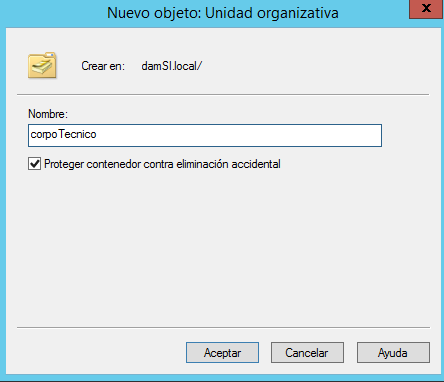 Nuevo objeto: Unidad organizativa
x
Crear en: damSI.local/
Nombre:
corpoTecnico
Proteger contenedor contra eliminación accidental
Aceptar Cancelar Ayuda